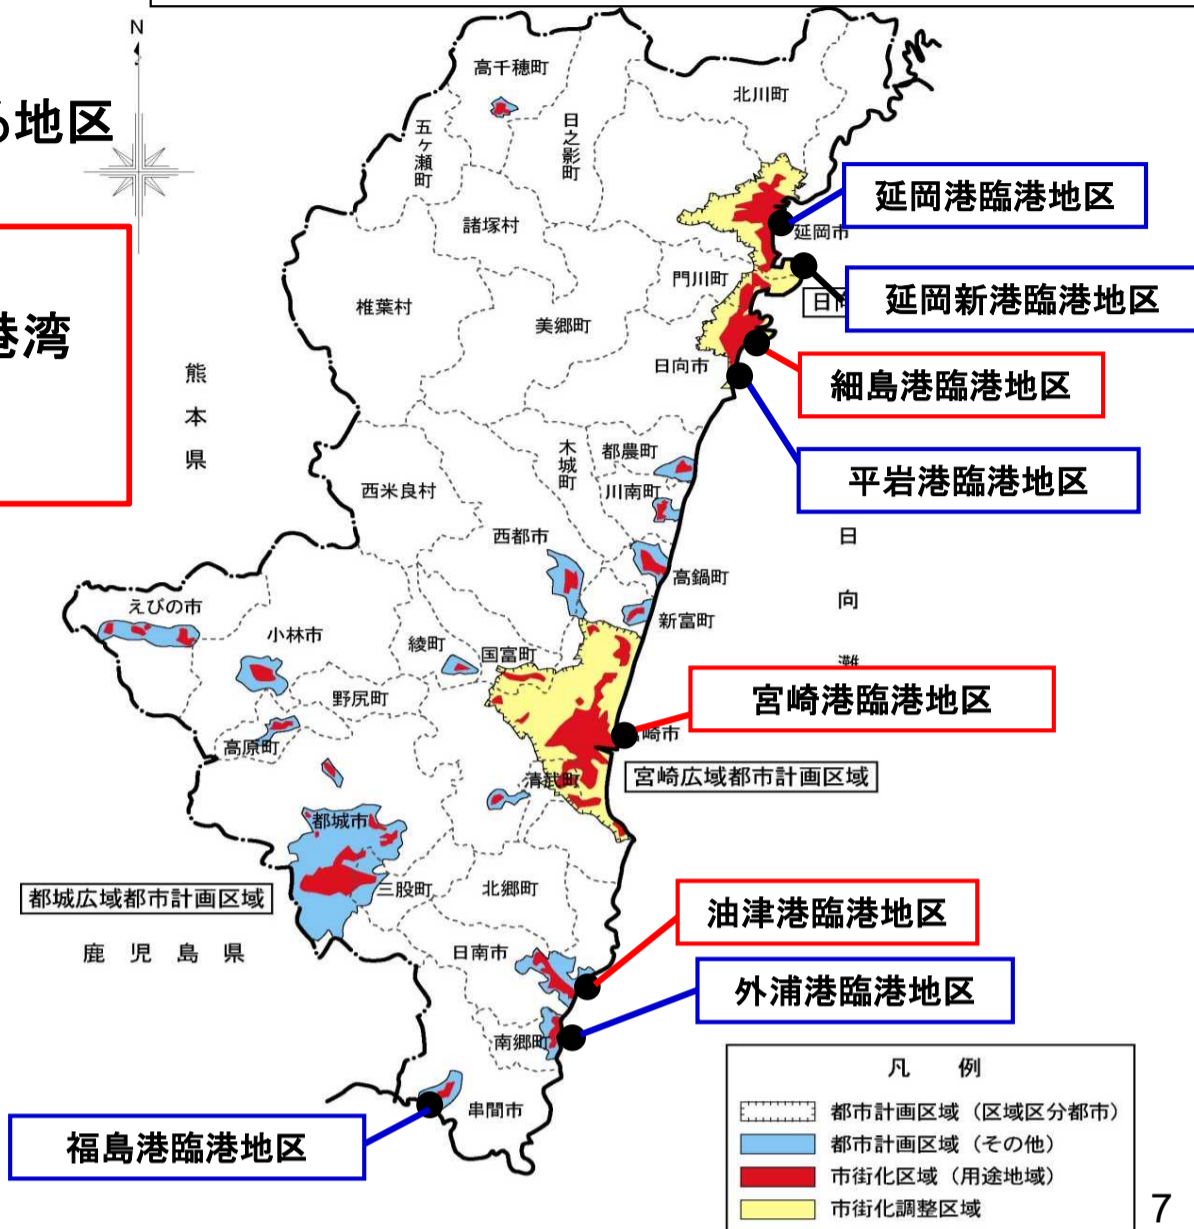 N
る地区
港湾
高千穂町
北川町
五ヶ瀬町
日之影町
諸塚村
延岡港臨港地区
延岡市
門川町
延岡新港臨港地区
椎葉村
美郷町
日向市
細島港臨港地区
熊本県
木城町
都農町
平岩港臨港地区
西米良村
川南町
西都市
日向灘
高鍋町
えびの市
新富町
小林市
綾町
国富町
野尻町
宮崎港臨港地区
高原町
崎市
清武町
宮崎広域都市計画区域
都城市
都城広域都市計画区域
三股町
北郷町
油津港臨港地区
鹿児島県
日南市
外浦港臨港地区
南郷町
串間市
福島港臨港地区
凡例
都市計画区域（区域区分都市）
都市計画区域（その他）
市街化区域（用途地域）
市街化調整区域
7